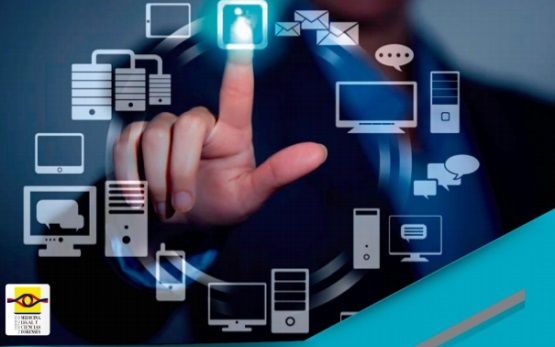 MEDICINA
LEGAL Y
CIENCIAS
FORENSES